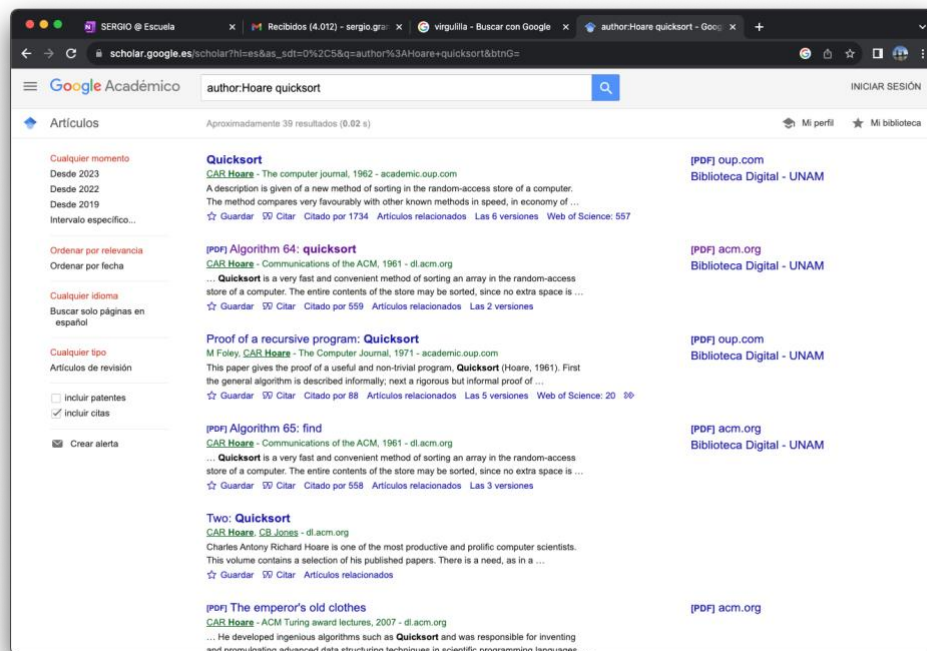 SERGIO @ Escuela
Recibidos (4.012) - sergio.grac
virguililla - Buscar con Google
author:Hoare quicksort - Goog
scholar.google.es/scholar?hl=es&as_sdt=0%2C5&q=author%3AHoare+quicksort&btnG=
Google Académico
author:Hoare quicksort
INICIAR SESIÓN
Artículos
Aproximadamente 39 resultados (0.02 s)
Mi perfil
Mi biblioteca
Cualquier momento
Desde 2023
Desde 2022
Desde 2019
Intervalo específico...
Ordenar por relevancia
Ordenar por fecha
Cualquier idioma
Buscar solo páginas en
español
Cualquier tipo
Artículos de revisión
incluir patentes
incluir citas
Crear alerta
Quicksort
CAR Hoare - The computer journal, 1962 - academic.oup.com
A description is given of a new method of sorting in the random-access store of a computer.
The method compares very favourably with other known methods in speed, in economy of ...
Guardar Citar Citado por 1734 Artículos relacionados Las 6 versiones Web of Science: 557
[PDF] oup.com
Biblioteca Digital - UNAM
[PDF] Algorithm 64: quicksort
CAR Hoare - Communications of the ACM, 1961 - dl.acm.org
... Quicksort is a very fast and convenient method of sorting an array in the random-access
store of a computer. The entire contents of the store may be sorted, since no extra space is ...
Guardar Citar Citado por 559 Artículos relacionados Las 2 versiones
[PDF] acm.org
Biblioteca Digital - UNAM
Proof of a recursive program: Quicksort
M Foley, CAR Hoare - The Computer Journal, 1971 - academic.oup.com
This paper gives the proof of a useful and non-trivial program, Quicksort (Hoare, 1961). First
the general algorithm is described informally; next a rigorous but informal proof of ...
Guardar Citar Citado por 88 Artículos relacionados Las 5 versiones Web of Science: 20
[PDF] oup.com
Biblioteca Digital - UNAM
[PDF] Algorithm 65: find
CAR Hoare - Communications of the ACM, 1961 - dl.acm.org
... Quicksort is a very fast and convenient method of sorting an array in the random-access
store of a computer. The entire contents of the store may be sorted, since no extra space is ...
Guardar Citar Citado por 558 Artículos relacionados Las 3 versiones
[PDF] acm.org
Biblioteca Digital - UNAM
Two: Quicksort
CAR Hoare, CB Jones - dl.acm.org
Charles Antony Richard Hoare is one of the most productive and prolific computer scientists.
This volume contains a selection of his published papers. There is a need, as in a ...
Guardar Citar Artículos relacionados
[PDF] The emperor's old clothes
CAR Hoare - ACM Turing award lectures, 2007 - dl.acm.org
... He developed ingenious algorithms such as Quicksort and was responsible for inventing
and promulgating advanced data structuring techniques in scientific programming languages
[PDF] acm.org